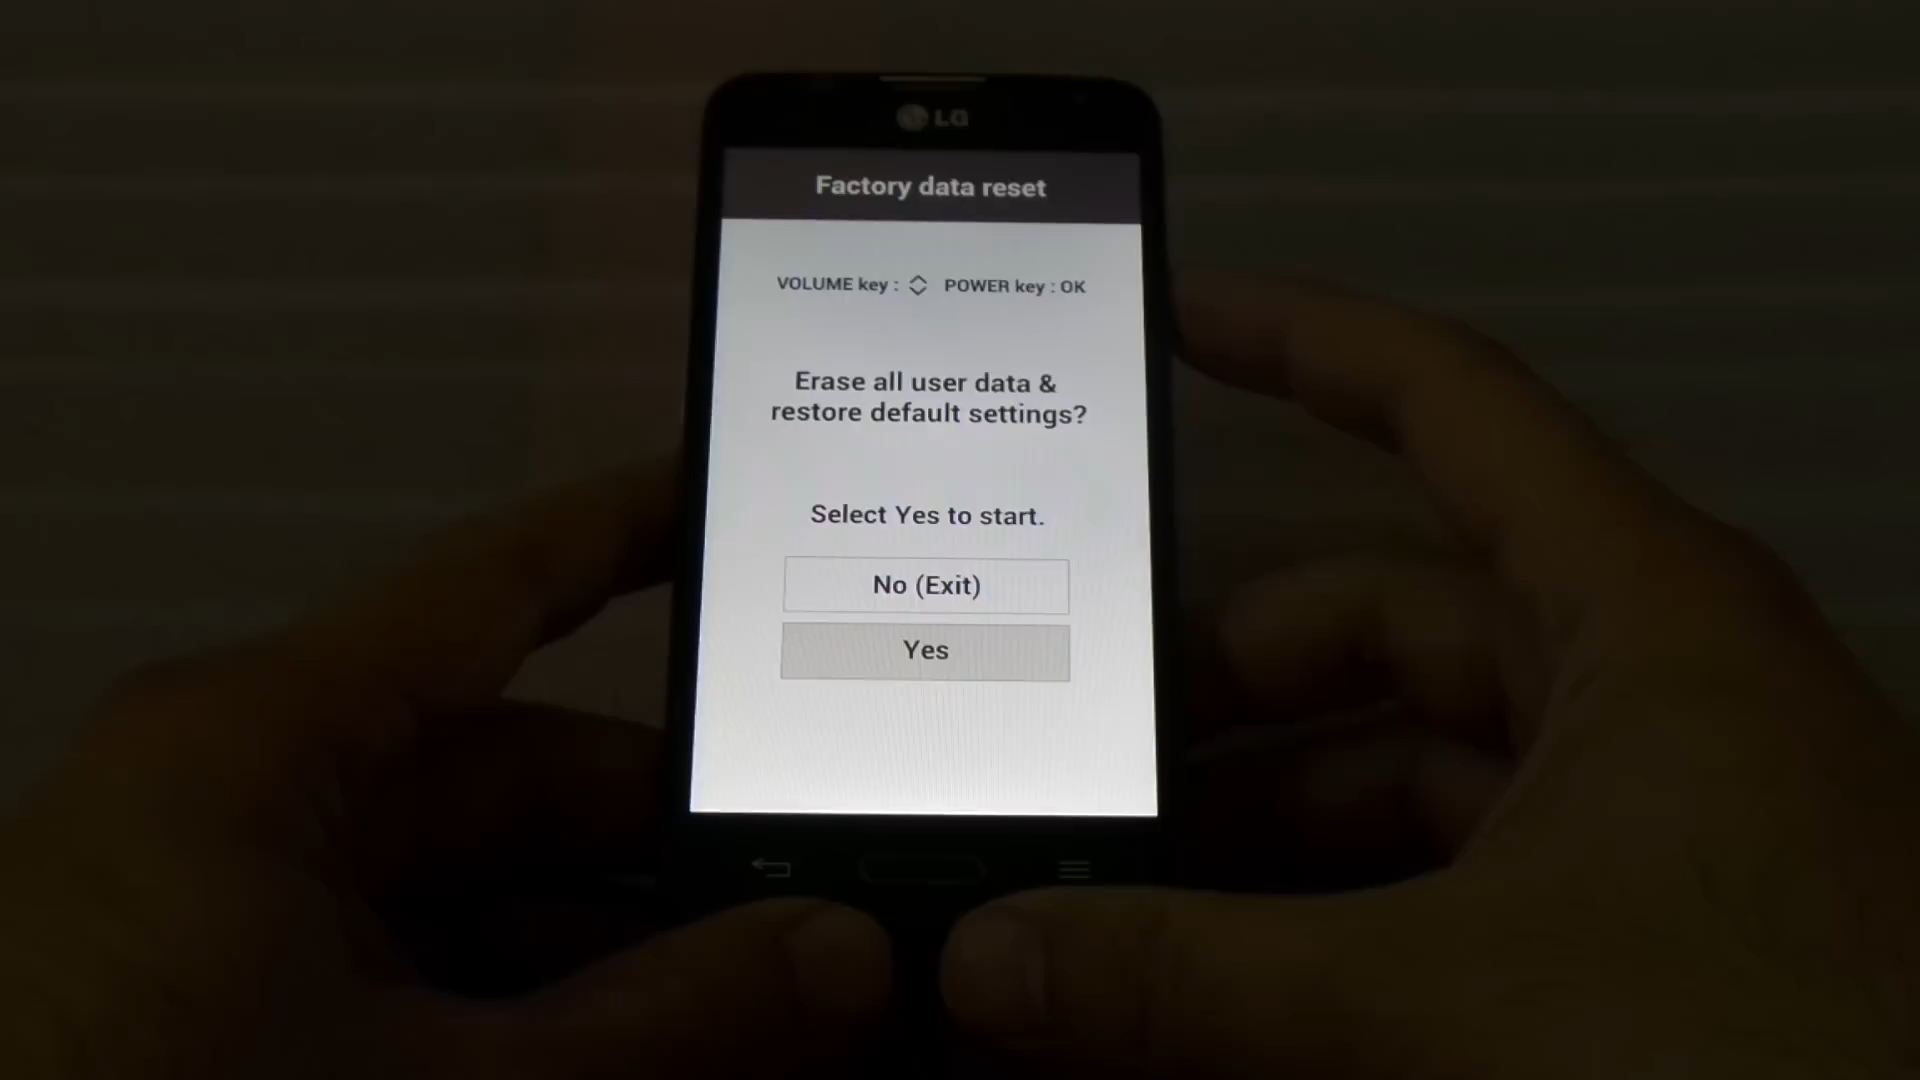 LG
Factory data reset
VOLUME key : POWER key : OK
Erase all user data &
restore default settings?
Select Yes to start.
No (Exit)
Yes